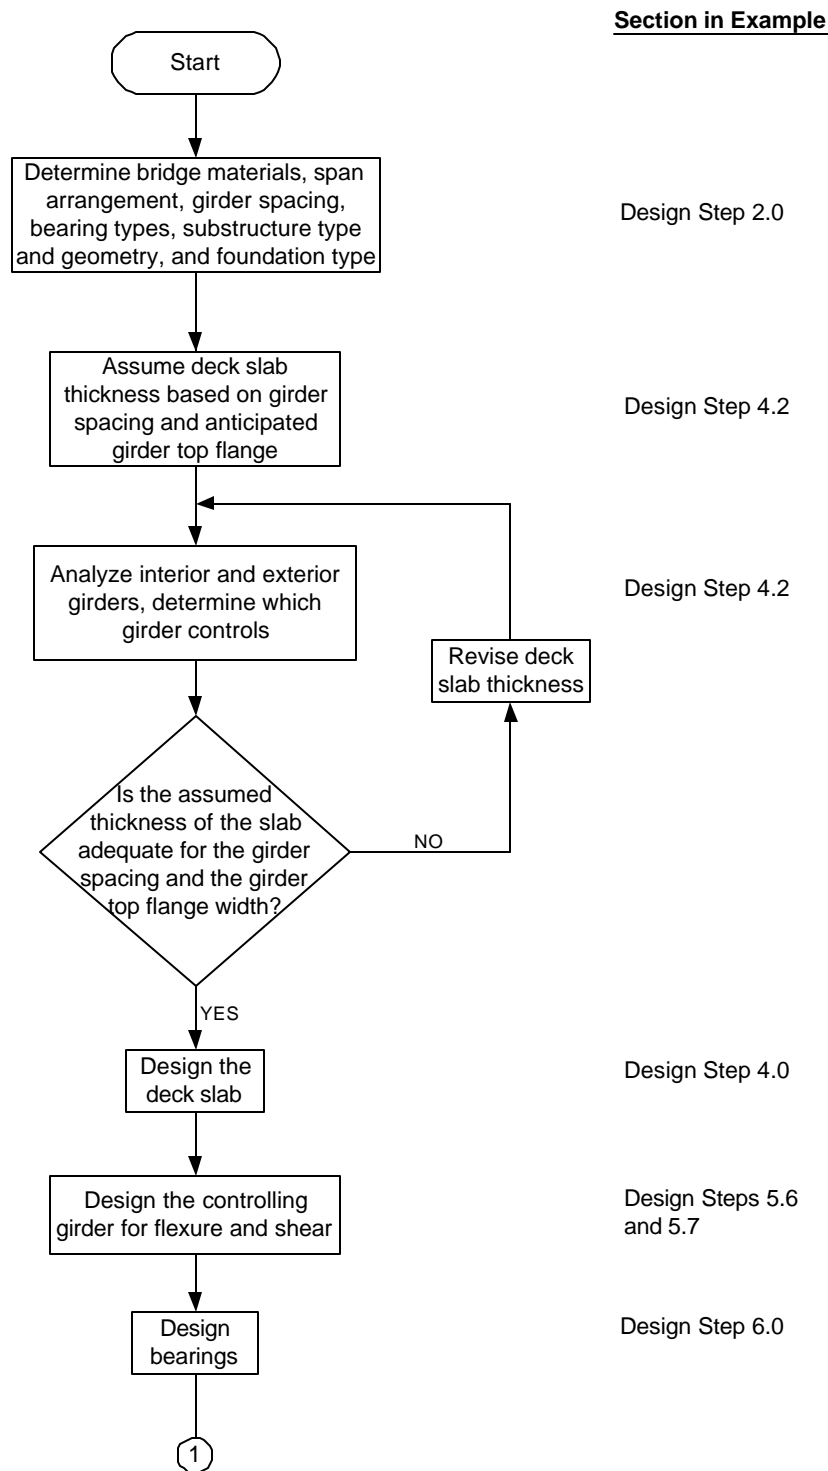 Section in Example
Start
Determine bridge materials, span
arrangement, girder spacing,
bearing types, substructure type
and geometry, and foundation type
Design Step 2.0
Assume deck slab
thickness based on girder
spacing and anticipated
girder top flange
Design Step 4.2
Analyze interior and exterior
girders, determine which
girder controls
Design Step 4.2
Revise deck
slab thickness
Is the assumed
thickness of the slab
adequate for the girder
spacing and the girder
top flange width?
NO
YES
Design the
deck slab
Design Step 4.0
Design the controlling
girder for flexure and shear
Design Steps 5.6
and 5.7
Design
bearings
Design Step 6.0
1